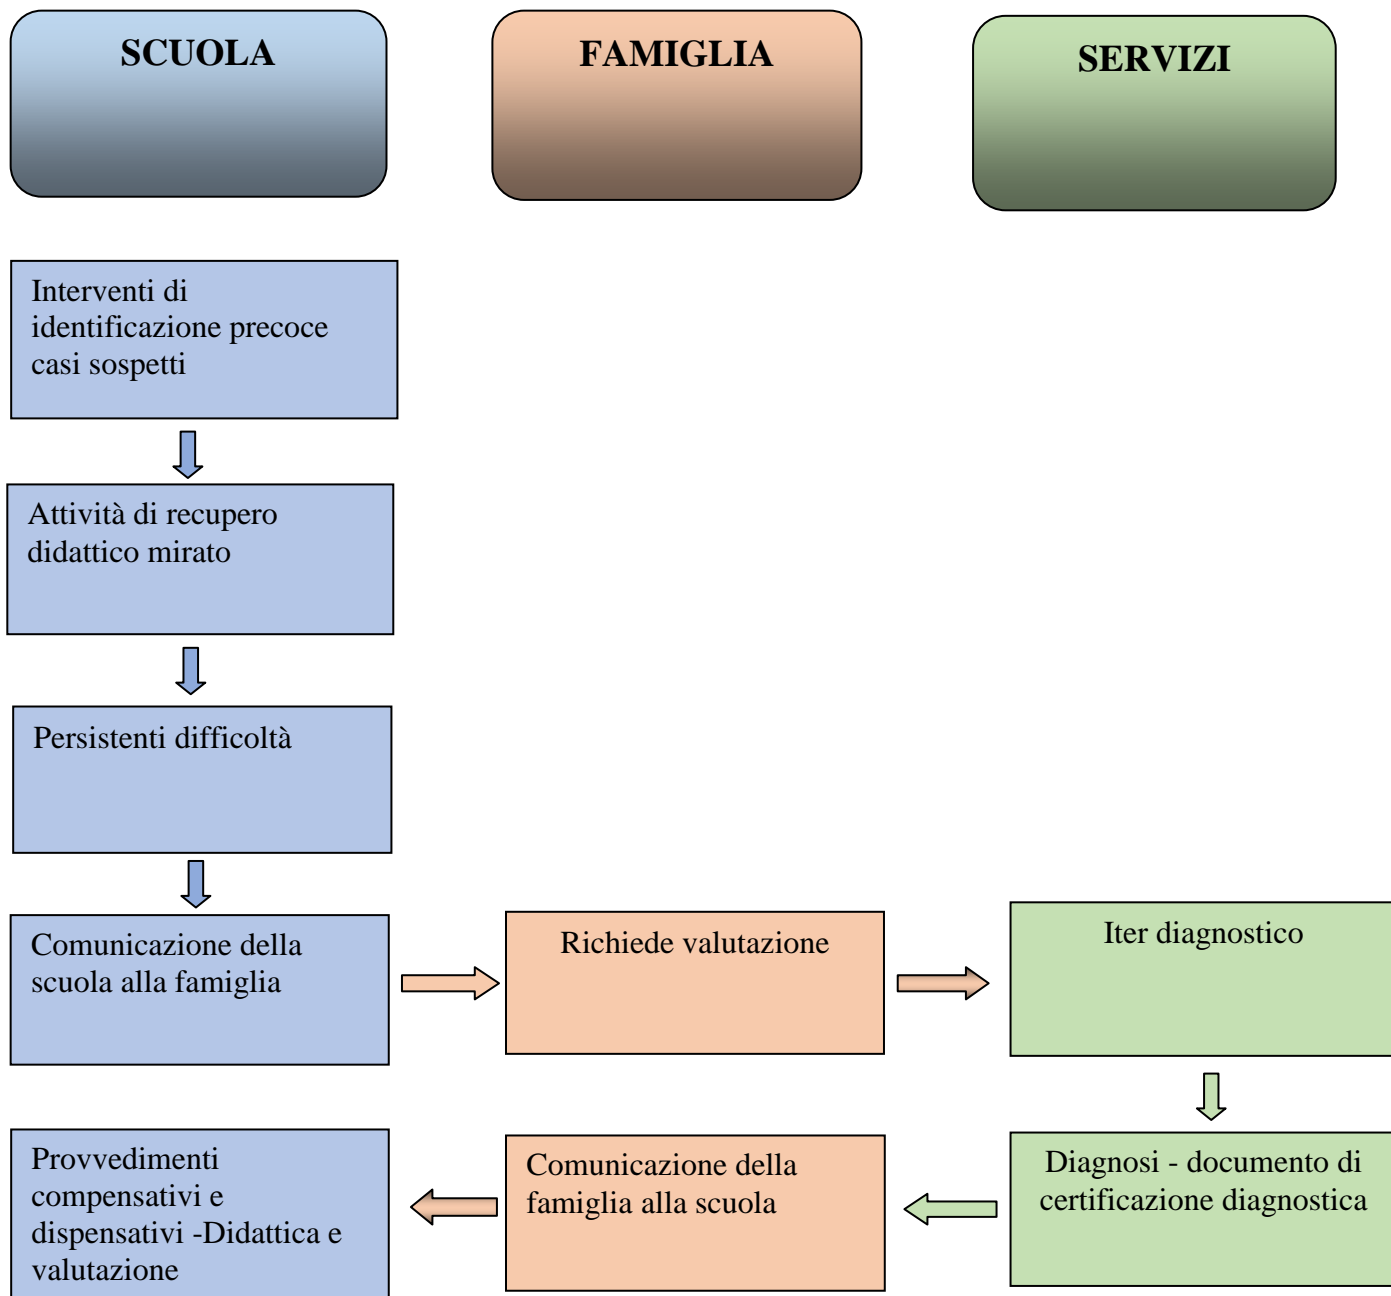 SCUOLA
FAMIGLIA
SERVIZI
Interventi di
identificazione precoce
casi sospetti
Attività di recupero
didattico mirato
Persistenti difficoltà
Comunicazione della
scuola alla famiglia
Richiede valutazione
Iter diagnostico
Provvedimenti
compensativi e
dispensativi -Didattica e
valutazione
Comunicazione della
famiglia alla scuola
Diagnosi - documento di
certificazione diagnostica